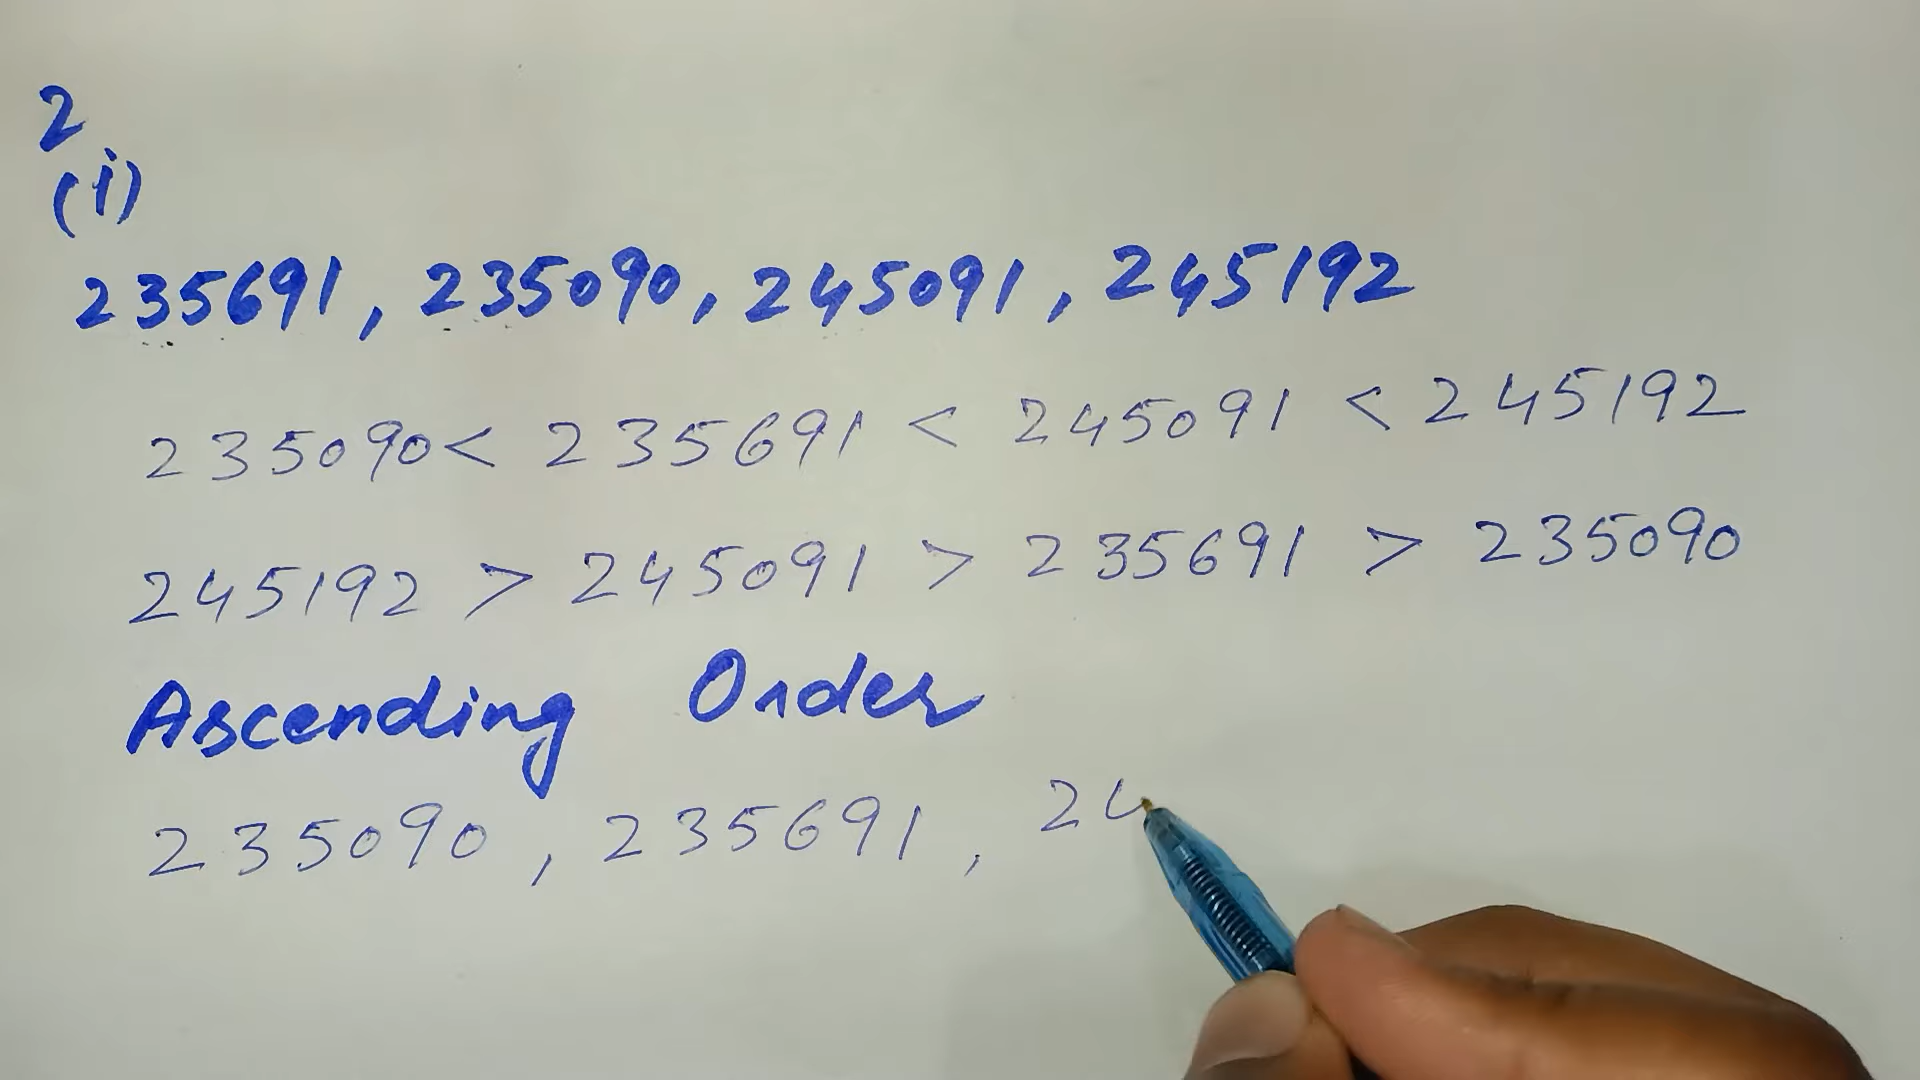 2
(i)
235691, 235090, 245091, 245192
235090 < 235691 < 245091 < 245192
245192 > 245091 > 235691 > 235090
Ascending Order
235090, 235691, 24